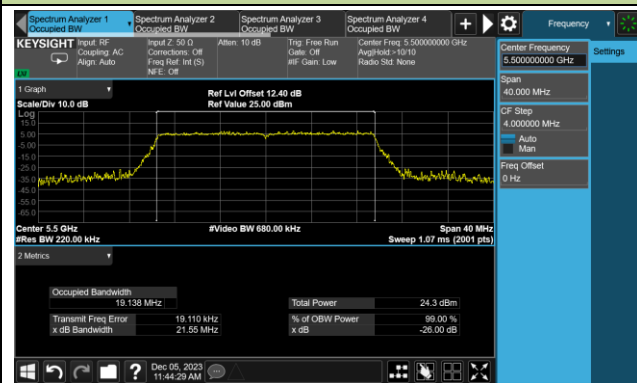 Spectrum Analyzer 1
Occupied BW
Spectrum Analyzer 2
Occupied BW
Spectrum Analyzer 3
Occupied BW
Spectrum Analyzer 4
Occupied BW
Frequency
KEYSIGHT
Input: RF
Coupling: AC
Align: Auto
Input Z: 50 Ω
Corrections: Off
Freq Ref: Int (S)
NFE: Off
Atten: 10 dB
Trig: Free Run
Gate: Off
#IF Gain: Low
Center Freq: 5.500000000 GHz
Avg|Hold:>10/10
Radio Std: None
Center Frequency
5.500000000 GHz
Settings
Span
40.000 MHz
CF Step
4.000000 MHz
Auto
Man
Freq Offset
0 Hz
1 Graph
Scale/Div 10.0 dB
Ref Lvl Offset 12.40 dB
Ref Value 25.00 dBm
Log
15.0
5.00
-5.00
-15.0
-25.0
-35.0
-45.0
-55.0
-65.0
Center 5.5 GHz
#Res BW 220.00 kHz
#Video BW 680.00 kHz
Span 40 MHz
Sweep 1.07 ms (2001 pts)
2 Metrics
Occupied Bandwidth
19.138 MHz
Total Power
24.3 dBm
Transmit Freq Error
19.110 kHz
% of OBW Power
99.00 %
x dB Bandwidth
21.55 MHz
x dB
-26.00 dB
Dec 05, 2023
11:44:29 AM